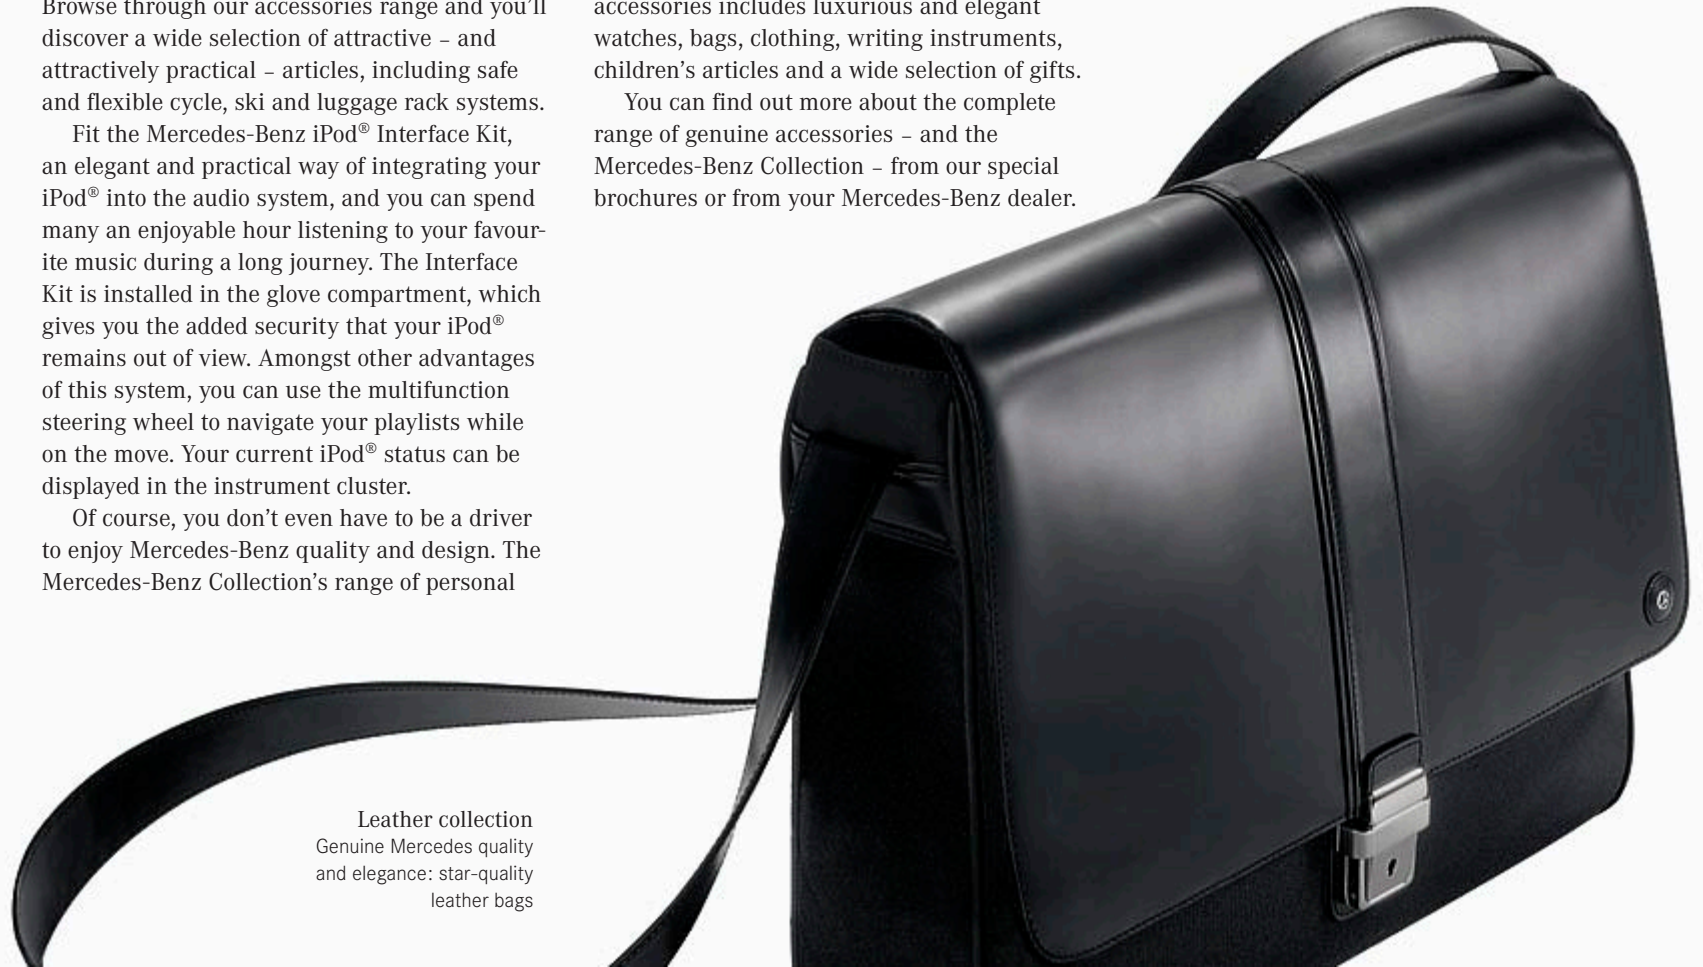 Browse through our accessories range and you’ll
discover a wide selection of attractive – and
attractively practical – articles, including safe
and flexible cycle, ski and luggage rack systems.
Fit the Mercedes-Benz iPod® Interface Kit,
an elegant and practical way of integrating your
iPod® into the audio system, and you can spend
many an enjoyable hour listening to your favour-
ite music during a long journey. The Interface
Kit is installed in the glove compartment, which
gives you the added security that your iPod®
remains out of view. Amongst other advantages
of this system, you can use the multifunction
steering wheel to navigate your playlists while
on the move. Your current iPod® status can be
displayed in the instrument cluster.
Of course, you don’t even have to be a driver
to enjoy Mercedes-Benz quality and design. The
Mercedes-Benz Collection’s range of personal
accessories includes luxurious and elegant
watches, bags, clothing, writing instruments,
children’s articles and a wide selection of gifts.
You can find out more about the complete
range of genuine accessories – and the
Mercedes-Benz Collection – from our special
brochures or from your Mercedes-Benz dealer.
Leather collection
Genuine Mercedes quality
and elegance: star-quality
leather bags